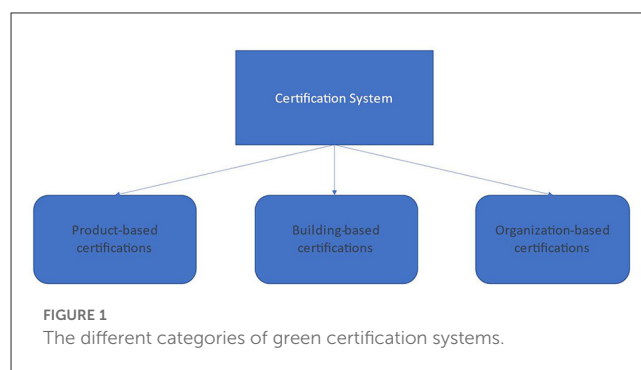 Certification System
Product-based
certifications
Building-based
certifications
Organization-based
certifications
FIGURE 1
The different categories of green certification systems.